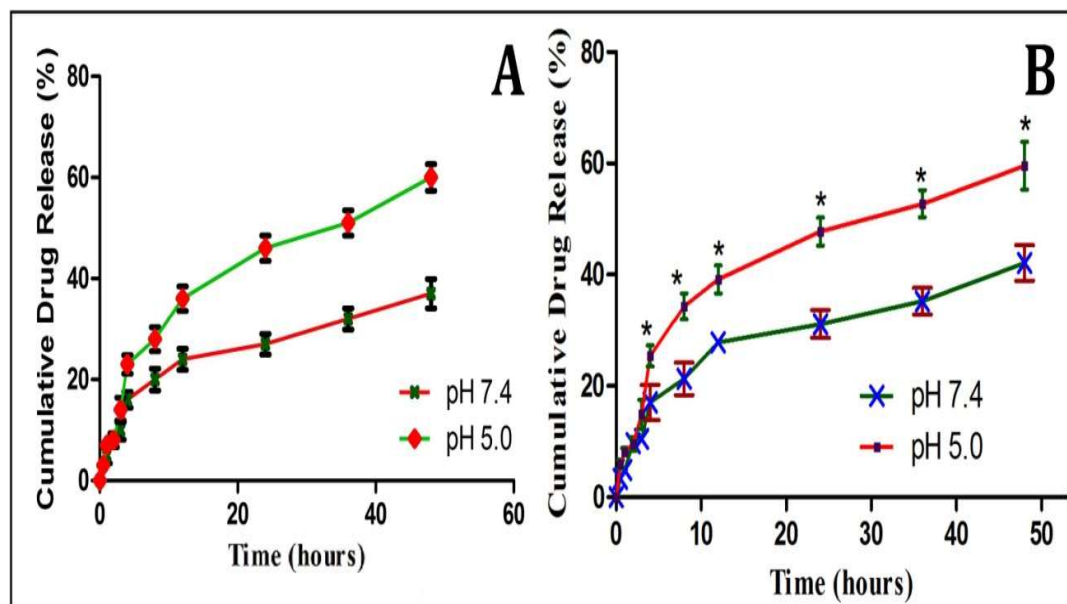 A
Cumulative Drug Release (%)
80
60
40
20
0
pH 7.4
pH 5.0
0 20 40 60
Time (hours)
B
Cumulative Drug Release (%)
80
60
40
20
0
* * * * * *
pH 7.4
pH 5.0
0 10 20 30 40 50
Time (hours)